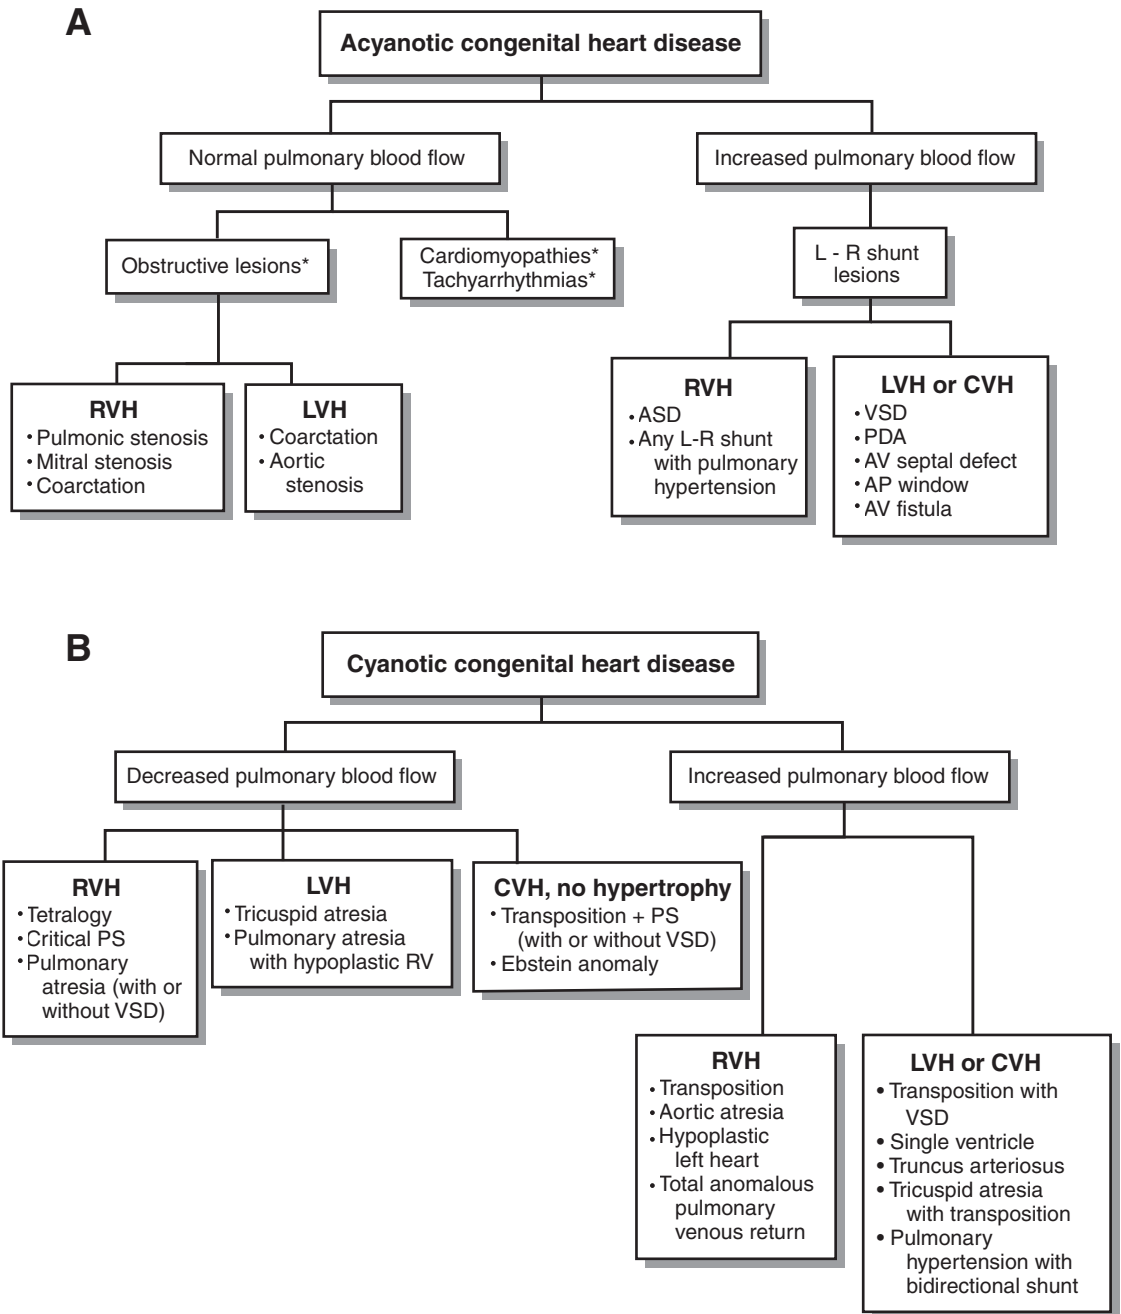 A
Acyanotic congenital heart disease
Normal pulmonary blood flow
Increased pulmonary blood flow
Obstructive lesions*
Cardiomyopathies*
Tachyarrhythmias*
L - R shunt
lesions
RVH
• Pulmonic stenosis
• Mitral stenosis
• Coarctation
LVH
• Coarctation
• Aortic
stenosis
RVH
• ASD
• Any L-R shunt
with pulmonary
hypertension
LVH or CVH
• VSD
• PDA
• AV septal defect
• AP window
• AV fistula
B
Cyanotic congenital heart disease
Decreased pulmonary blood flow
Increased pulmonary blood flow
RVH
• Tetralogy
• Critical PS
• Pulmonary
atresia (with or
without VSD)
LVH
• Tricuspid atresia
• Pulmonary atresia
with hypoplastic RV
CVH, no hypertrophy
• Transposition + PS
(with or without VSD)
• Ebstein anomaly
RVH
• Transposition
• Aortic atresia
• Hypoplastic
left heart
• Total anomalous
pulmonary
venous return
LVH or CVH
• Transposition with
VSD
• Single ventricle
• Truncus arteriosus
• Tricuspid atresia
with transposition
• Pulmonary
hypertension with
bidirectional shunt